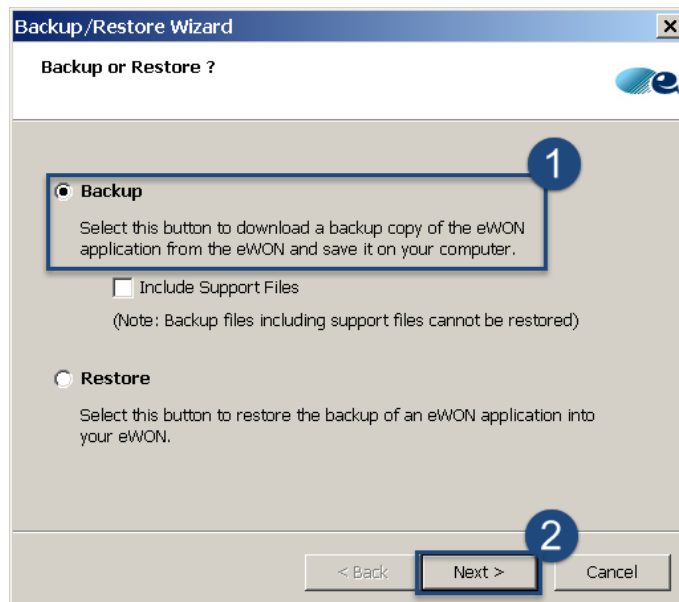 Backup/Restore Wizard
Backup or Restore ?
e
1
Backup
Select this button to download a backup copy of the eWON
application from the eWON and save it on your computer.
Include Support Files
(Note: Backup files including support files cannot be restored)
Restore
Select this button to restore the backup of an eWON application into
your eWON.
2
< Back
Next >
Cancel